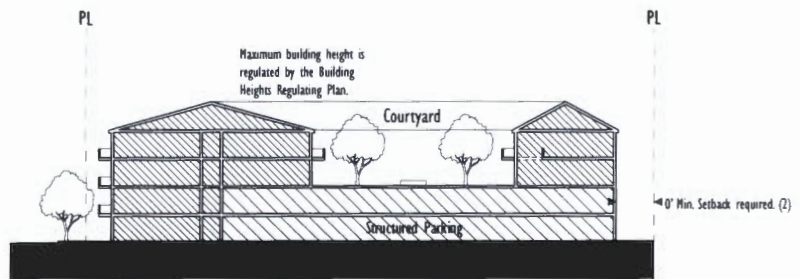 PL
PL
Maximum building height is
regulated by the Building
Heights Regulating Plan.
Courtyard
0' Min. Setback required. (2)
Structured Parking